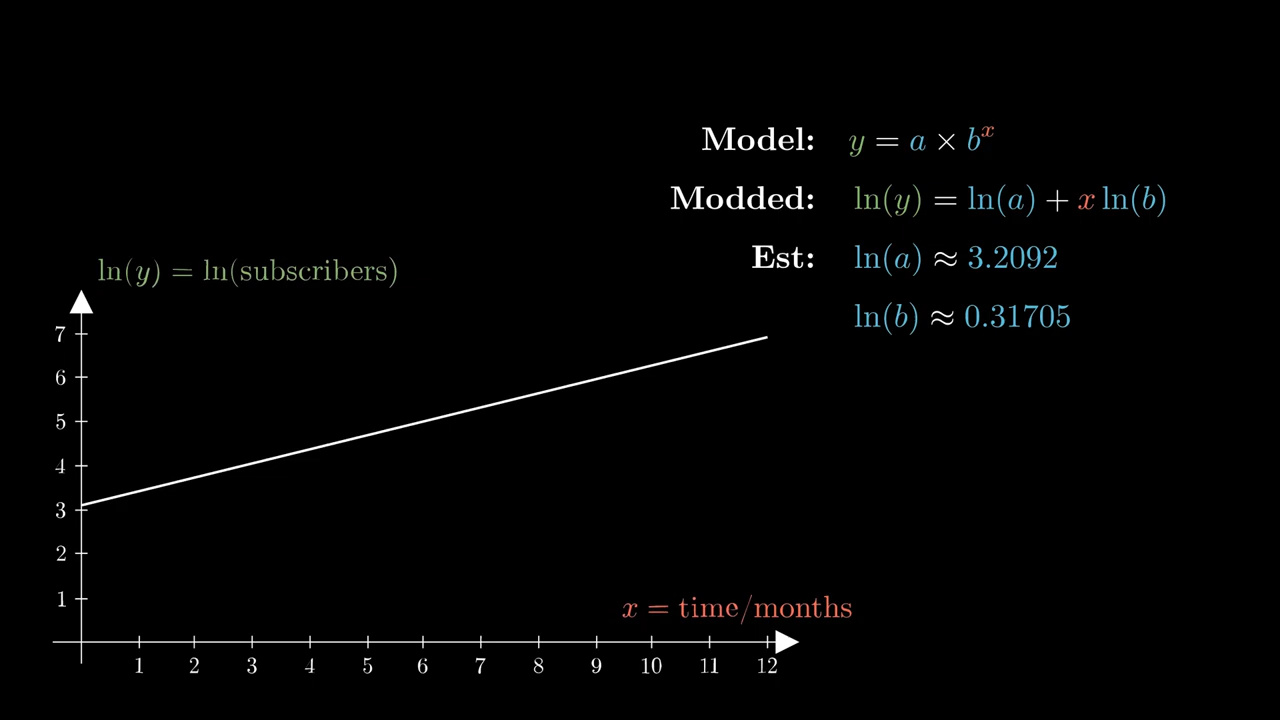 Model: y = a × b^x
Modded: ln(y) = ln(a) + x ln(b)
Est: ln(a) ≈ 3.2092
ln(b) ≈ 0.31705
ln(y) = ln(subscribers)
7
6
5
4
3
2
1
x = time/months
1 2 3 4 5 6 7 8 9 10 11 12